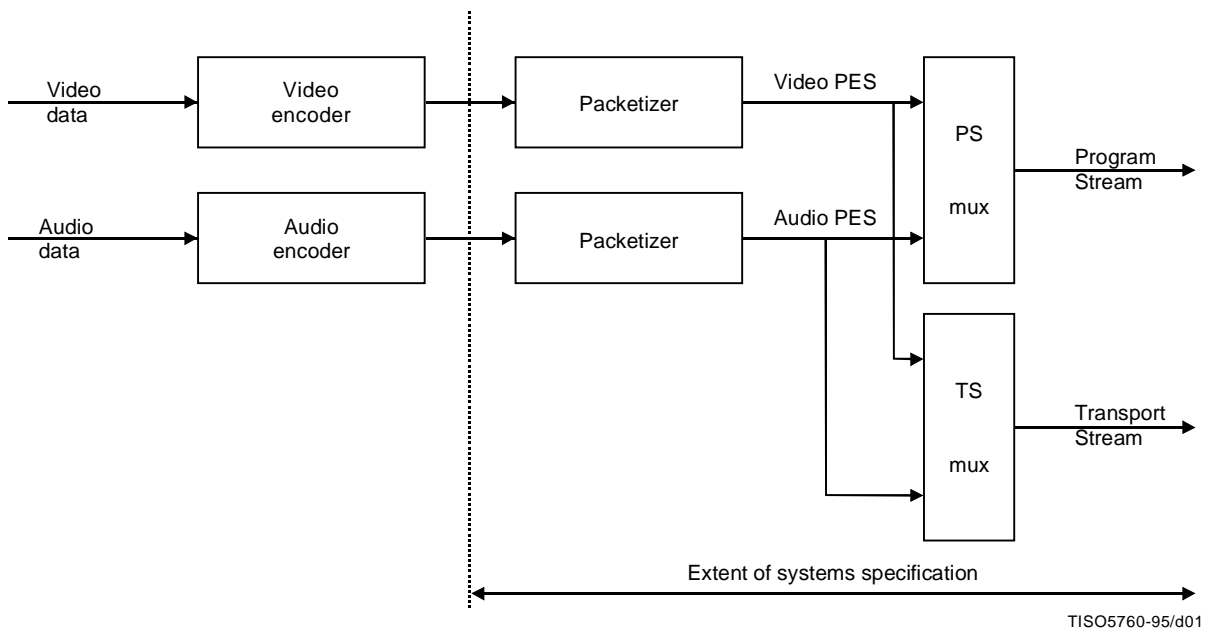 Video
data
Video
encoder
Packetizer
Video PES
PS
mux
Program
Stream
Audio
data
Audio
encoder
Packetizer
Audio PES
TS
mux
Transport
Stream
Extent of systems specification
TISO5760-95/d01